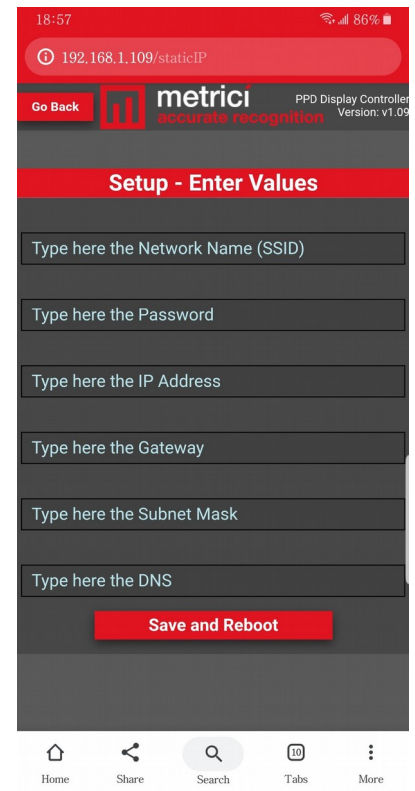 18:57 86%
192.168.1.109/staticIP
Go Back
metrici
accurate recognition
PPD Display Controller
Version: v1.09
Setup - Enter Values
Type here the Network Name (SSID)
Type here the Password
Type here the IP Address
Type here the Gateway
Type here the Subnet Mask
Type here the DNS
Save and Reboot
10
Home Share Search Tabs More